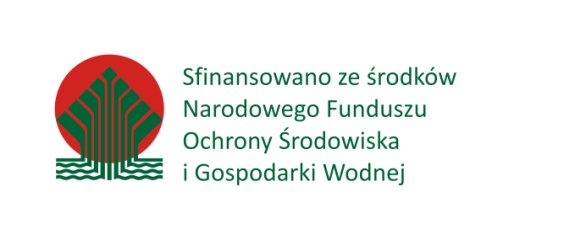 Sfinansowano ze środków
Narodowego Funduszu
Ochrony Środowiska
i Gospodarki Wodnej